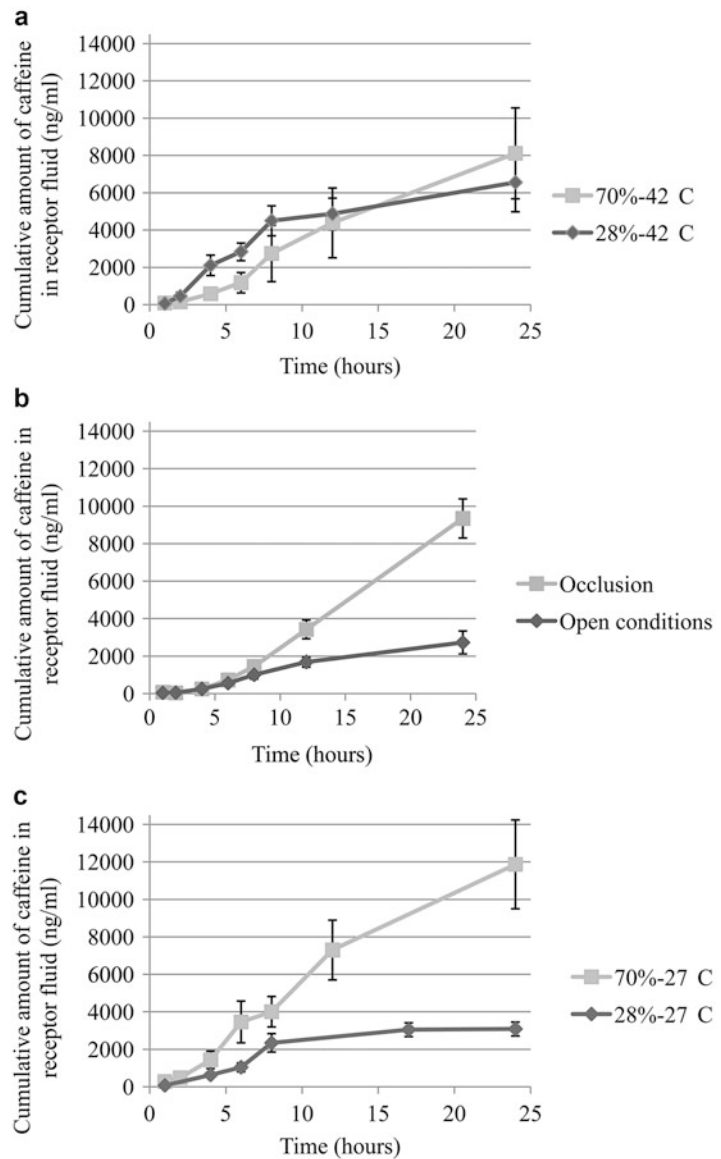 a
14000
12000
10000
8000
6000
4000
2000
0
0 5 10 15 20 25
Cumulative amount of caffeine
in receptor fluid (ng/ml)
Time (hours)
70%-42 C
28%-42 C
b
14000
12000
10000
8000
6000
4000
2000
0
0 5 10 15 20 25
Cumulative amount of caffeine in
receptor fluid (ng/ml)
Time (hours)
Occlusion
Open conditions
c
14000
12000
10000
8000
6000
4000
2000
0
0 5 10 15 20 25
Cumulative amount of caffeine in
receptor fluid (ng/ml)
Time (hours)
70%-27 C
28%-27 C